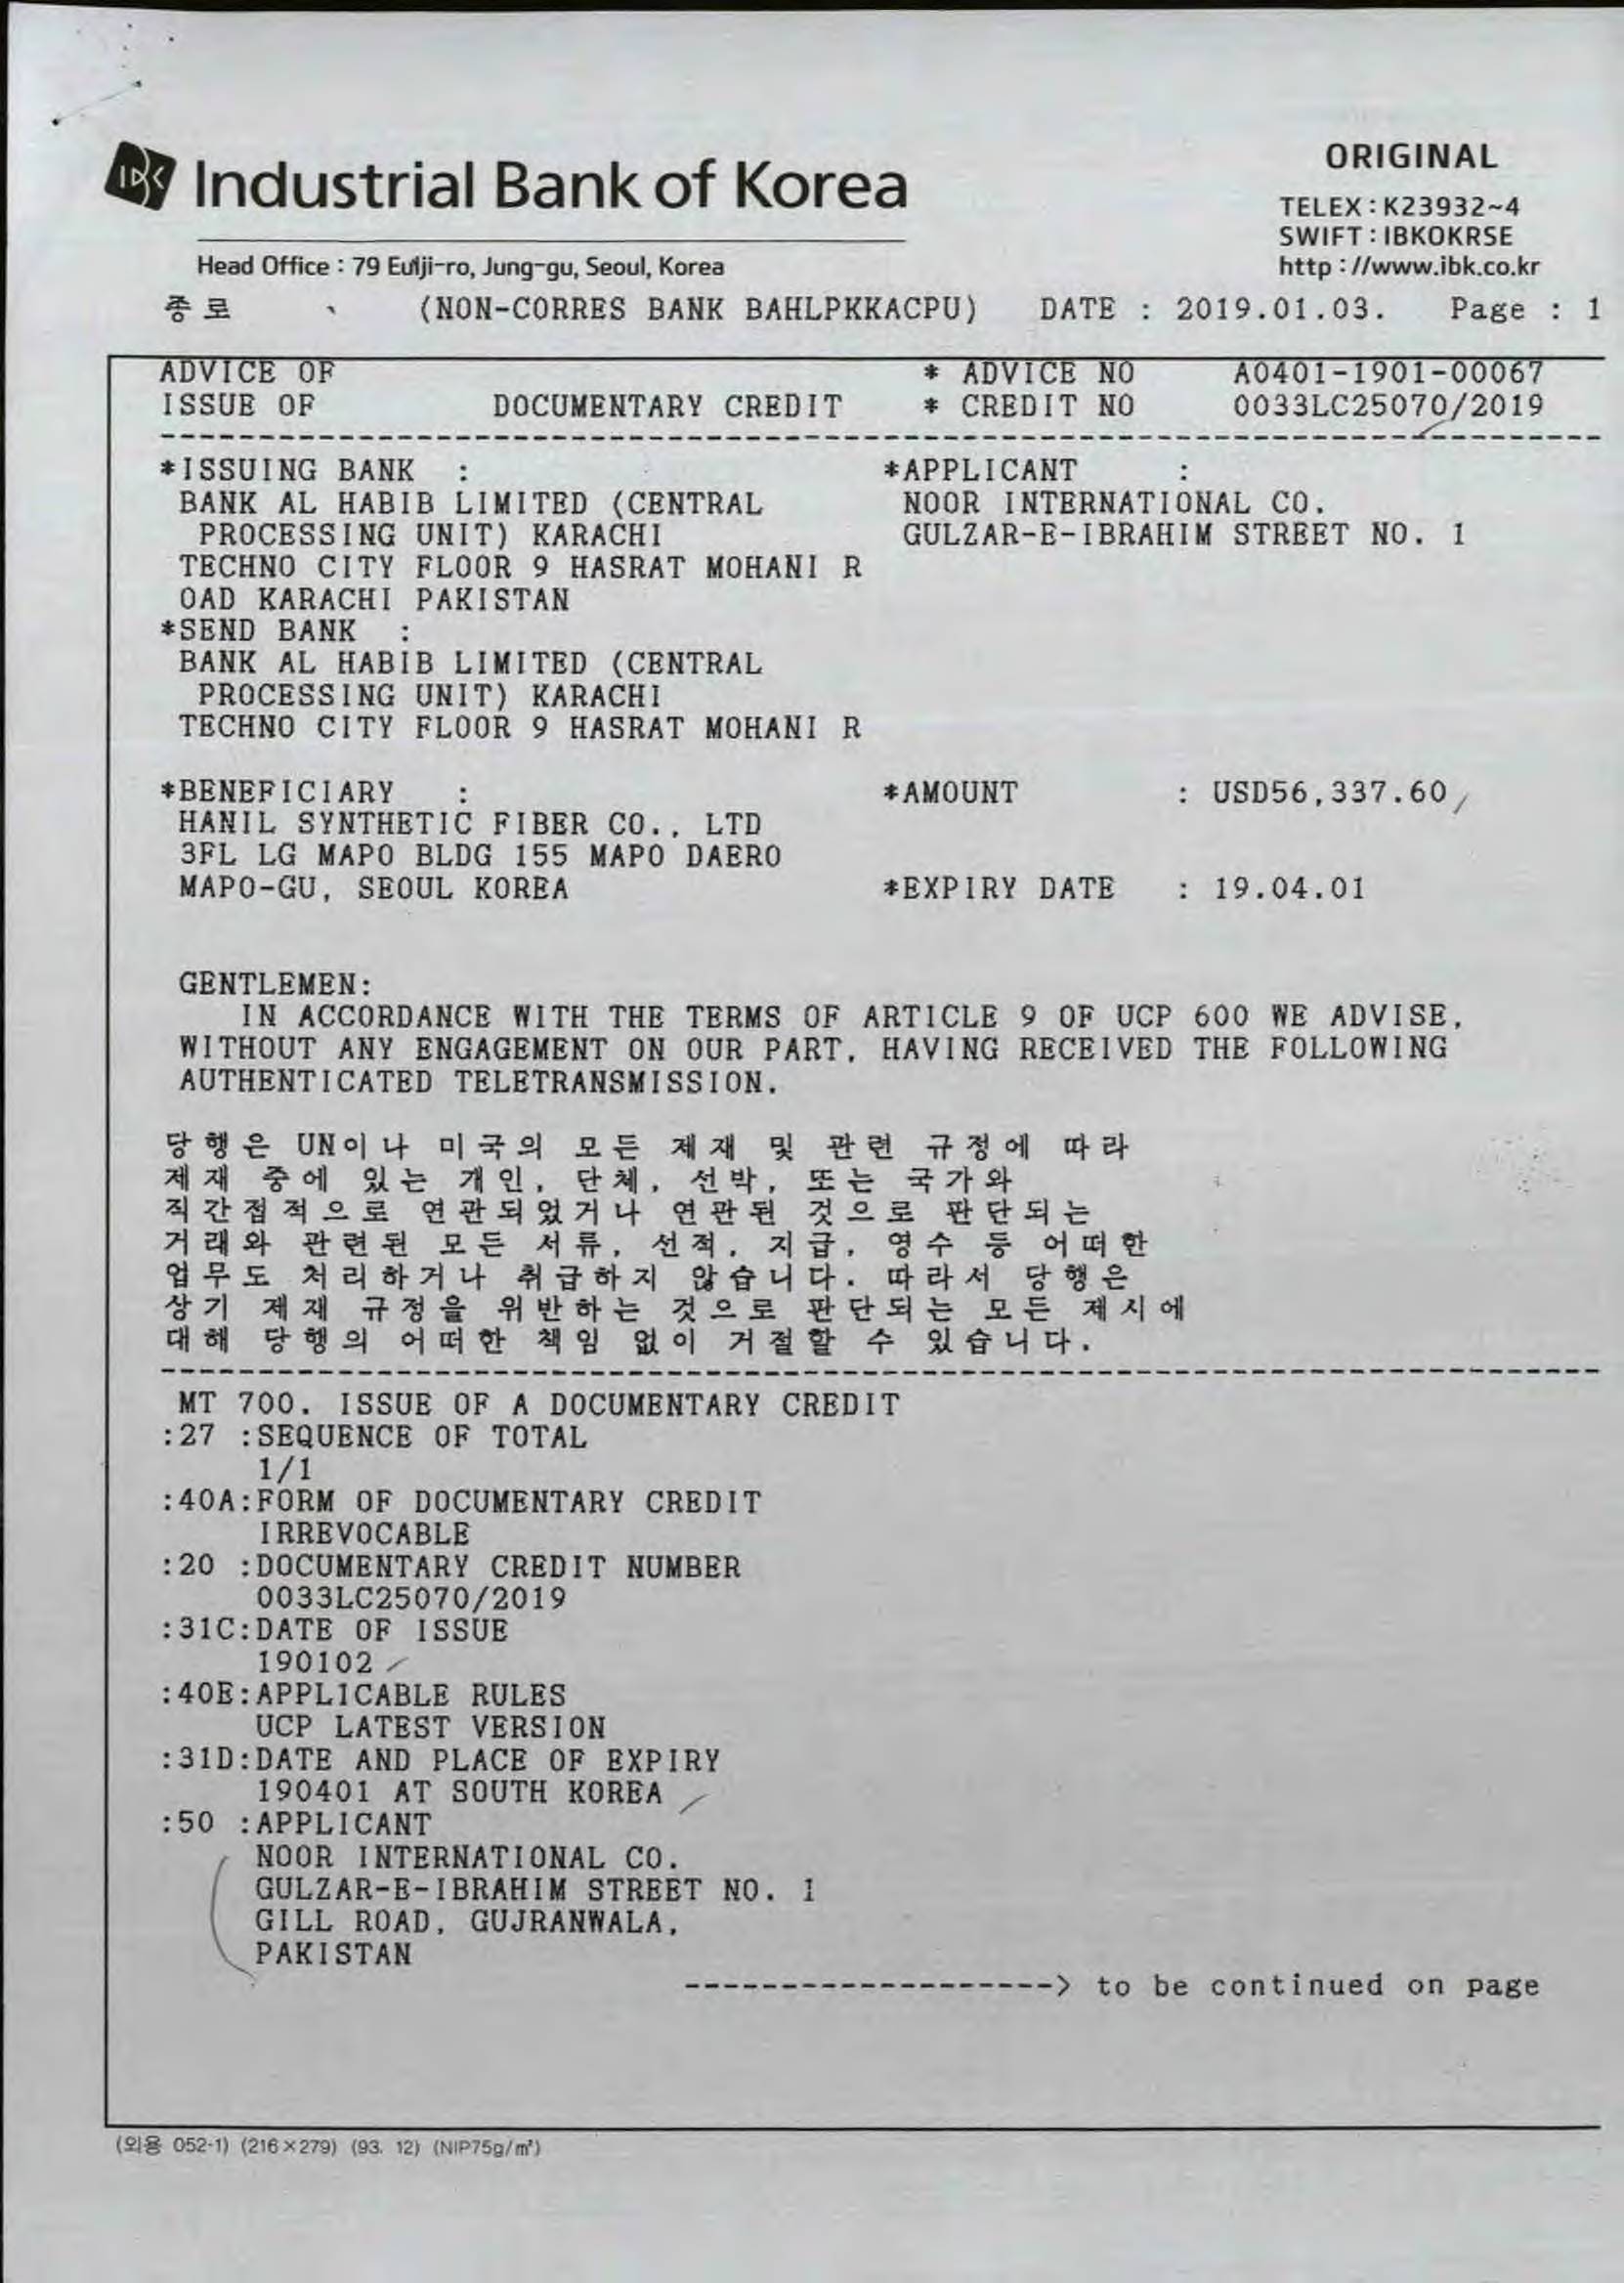 IBK Industrial Bank of Korea
ORIGINAL
TELEX : K23932~4
SWIFT : IBKOKRSE
Head Office : 79 Eulji-ro, Jung-gu, Seoul, Korea
http : //www.ibk.co.kr
종로 (NON-CORRES BANK BAHLPKKACPU) DATE : 2019.01.03. Page : 1
ADVICE OF * ADVICE NO A0401-1901-00067
ISSUE OF DOCUMENTARY CREDIT * CREDIT NO 0033LC25070/2019
*ISSUING BANK : *APPLICANT :
BANK AL HABIB LIMITED (CENTRAL NOOR INTERNATIONAL CO.
PROCESSING UNIT) KARACHI GULZAR-E-IBRAHIM STREET NO. 1
TECHNO CITY FLOOR 9 HASRAT MOHANI R
OAD KARACHI PAKISTAN
*SEND BANK :
BANK AL HABIB LIMITED (CENTRAL
PROCESSING UNIT) KARACHI
TECHNO CITY FLOOR 9 HASRAT MOHANI R
*BENEFICIARY : *AMOUNT : USD56,337.60
HANIL SYNTHETIC FIBER CO., LTD
3FL LG MAPO BLDG 155 MAPO DAERO
MAPO-GU, SEOUL KOREA *EXPIRY DATE : 19.04.01
GENTLEMEN:
IN ACCORDANCE WITH THE TERMS OF ARTICLE 9 OF UCP 600 WE ADVISE,
WITHOUT ANY ENGAGEMENT ON OUR PART, HAVING RECEIVED THE FOLLOWING
AUTHENTICATED TELETRANSMISSION.
당행은 UN이나 미국의 모든 제재 및 관련 규정에 따라
제재 중에 있는 개인, 단체, 선박, 또는 국가와
직간접적으로 연관되었거나 연관된 것으로 판단되는
거래와 관련된 모든 서류, 선적, 지급, 영수 등 어떠한
업무도 처리하거나 취급하지 않습니다. 따라서 당행은
상기 제재 규정을 위반하는 것으로 판단되는 모든 제시에
대해 당행의 어떠한 책임 없이 거절할 수 있습니다.
MT 700. ISSUE OF A DOCUMENTARY CREDIT
:27 :SEQUENCE OF TOTAL
1/1
:40A:FORM OF DOCUMENTARY CREDIT
IRREVOCABLE
:20 :DOCUMENTARY CREDIT NUMBER
0033LC25070/2019
:31C:DATE OF ISSUE
190102
:40E:APPLICABLE RULES
UCP LATEST VERSION
:31D:DATE AND PLACE OF EXPIRY
190401 AT SOUTH KOREA
:50 :APPLICANT
NOOR INTERNATIONAL CO.
GULZAR-E-IBRAHIM STREET NO. 1
GILL ROAD, GUJRANWALA,
PAKISTAN
-------------------> to be continued on page
(외용 052-1) (216×279) (93. 12) (NIP75g/㎡)